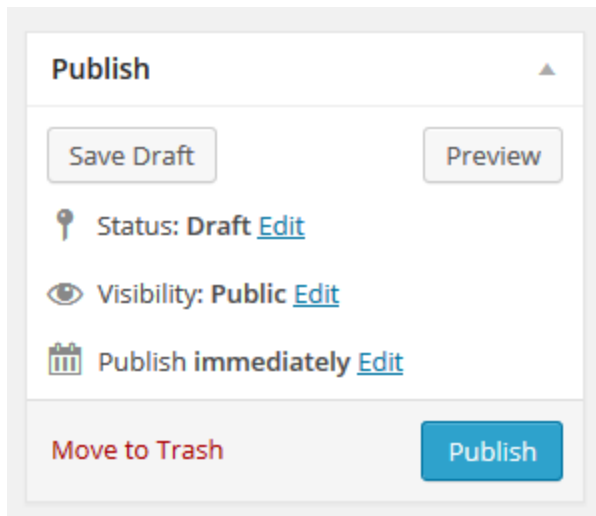 Publish
Save Draft Preview
Status: Draft Edit
Visibility: Public Edit
Publish immediately Edit
Move to Trash Publish